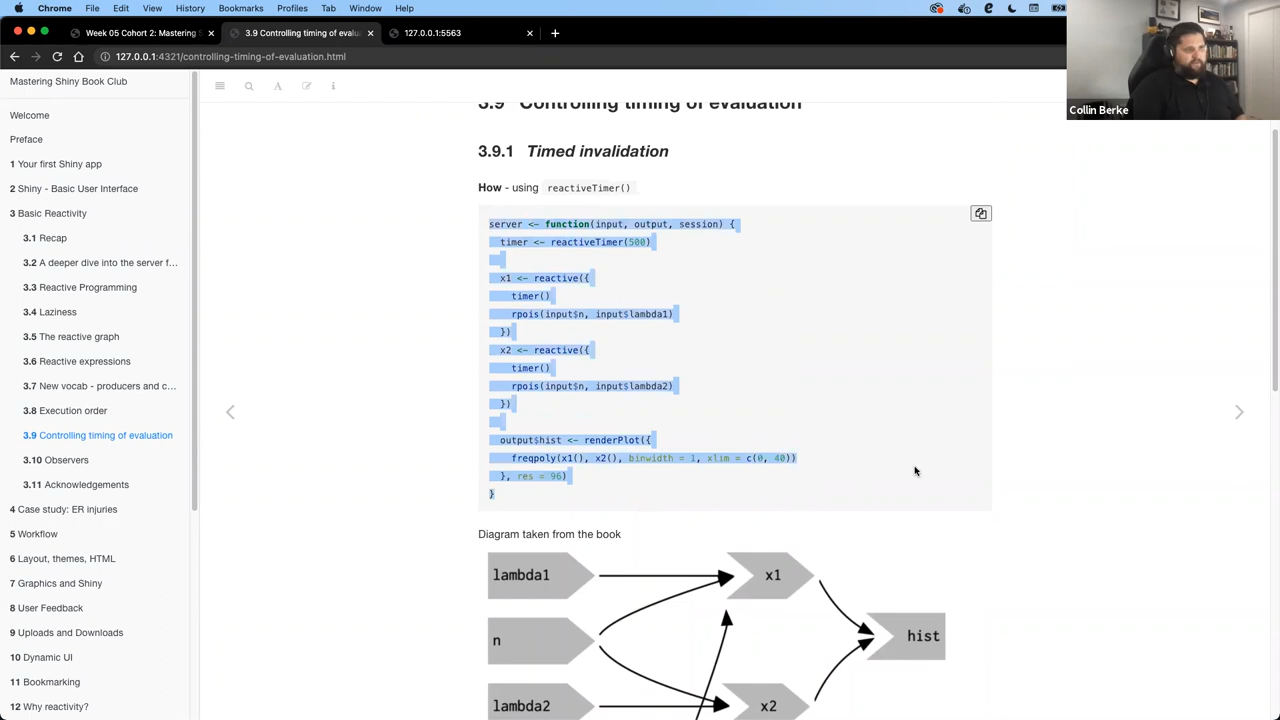 Chrome File Edit View History Bookmarks Profiles Tab Window Help
Week 05 Cohort 2: Mastering S
3.9 Controlling timing of evalua
127.0.0.1:5563
127.0.0.1:4321/controlling-timing-of-evaluation.html
Collin Berke
Mastering Shiny Book Club
Welcome
Preface
1 Your first Shiny app
2 Shiny - Basic User Interface
3 Basic Reactivity
3.1 Recap
3.2 A deeper dive into the server f...
3.3 Reactive Programming
3.4 Laziness
3.5 The reactive graph
3.6 Reactive expressions
3.7 New vocab - producers and c...
3.8 Execution order
3.9 Controlling timing of evaluation
3.10 Observers
3.11 Acknowledgements
4 Case study: ER injuries
5 Workflow
6 Layout, themes, HTML
7 Graphics and Shiny
8 User Feedback
9 Uploads and Downloads
10 Dynamic UI
11 Bookmarking
12 Why reactivity?
3.9 Controlling timing of evaluation
3.9.1 Timed invalidation
How - using reactiveTimer()
server <- function(input, output, session) {
timer <- reactiveTimer(500)
x1 <- reactive({
timer()
rpois(input$n, input$lambda1)
})
x2 <- reactive({
timer()
rpois(input$n, input$lambda2)
})
output$hist <- renderPlot({
freqpoly(x1(), x2(), binwidth = 1, xlim = c(0, 40))
}, res = 96)
}
Diagram taken from the book
lambda1
x1
n
hist
lambda2
x2